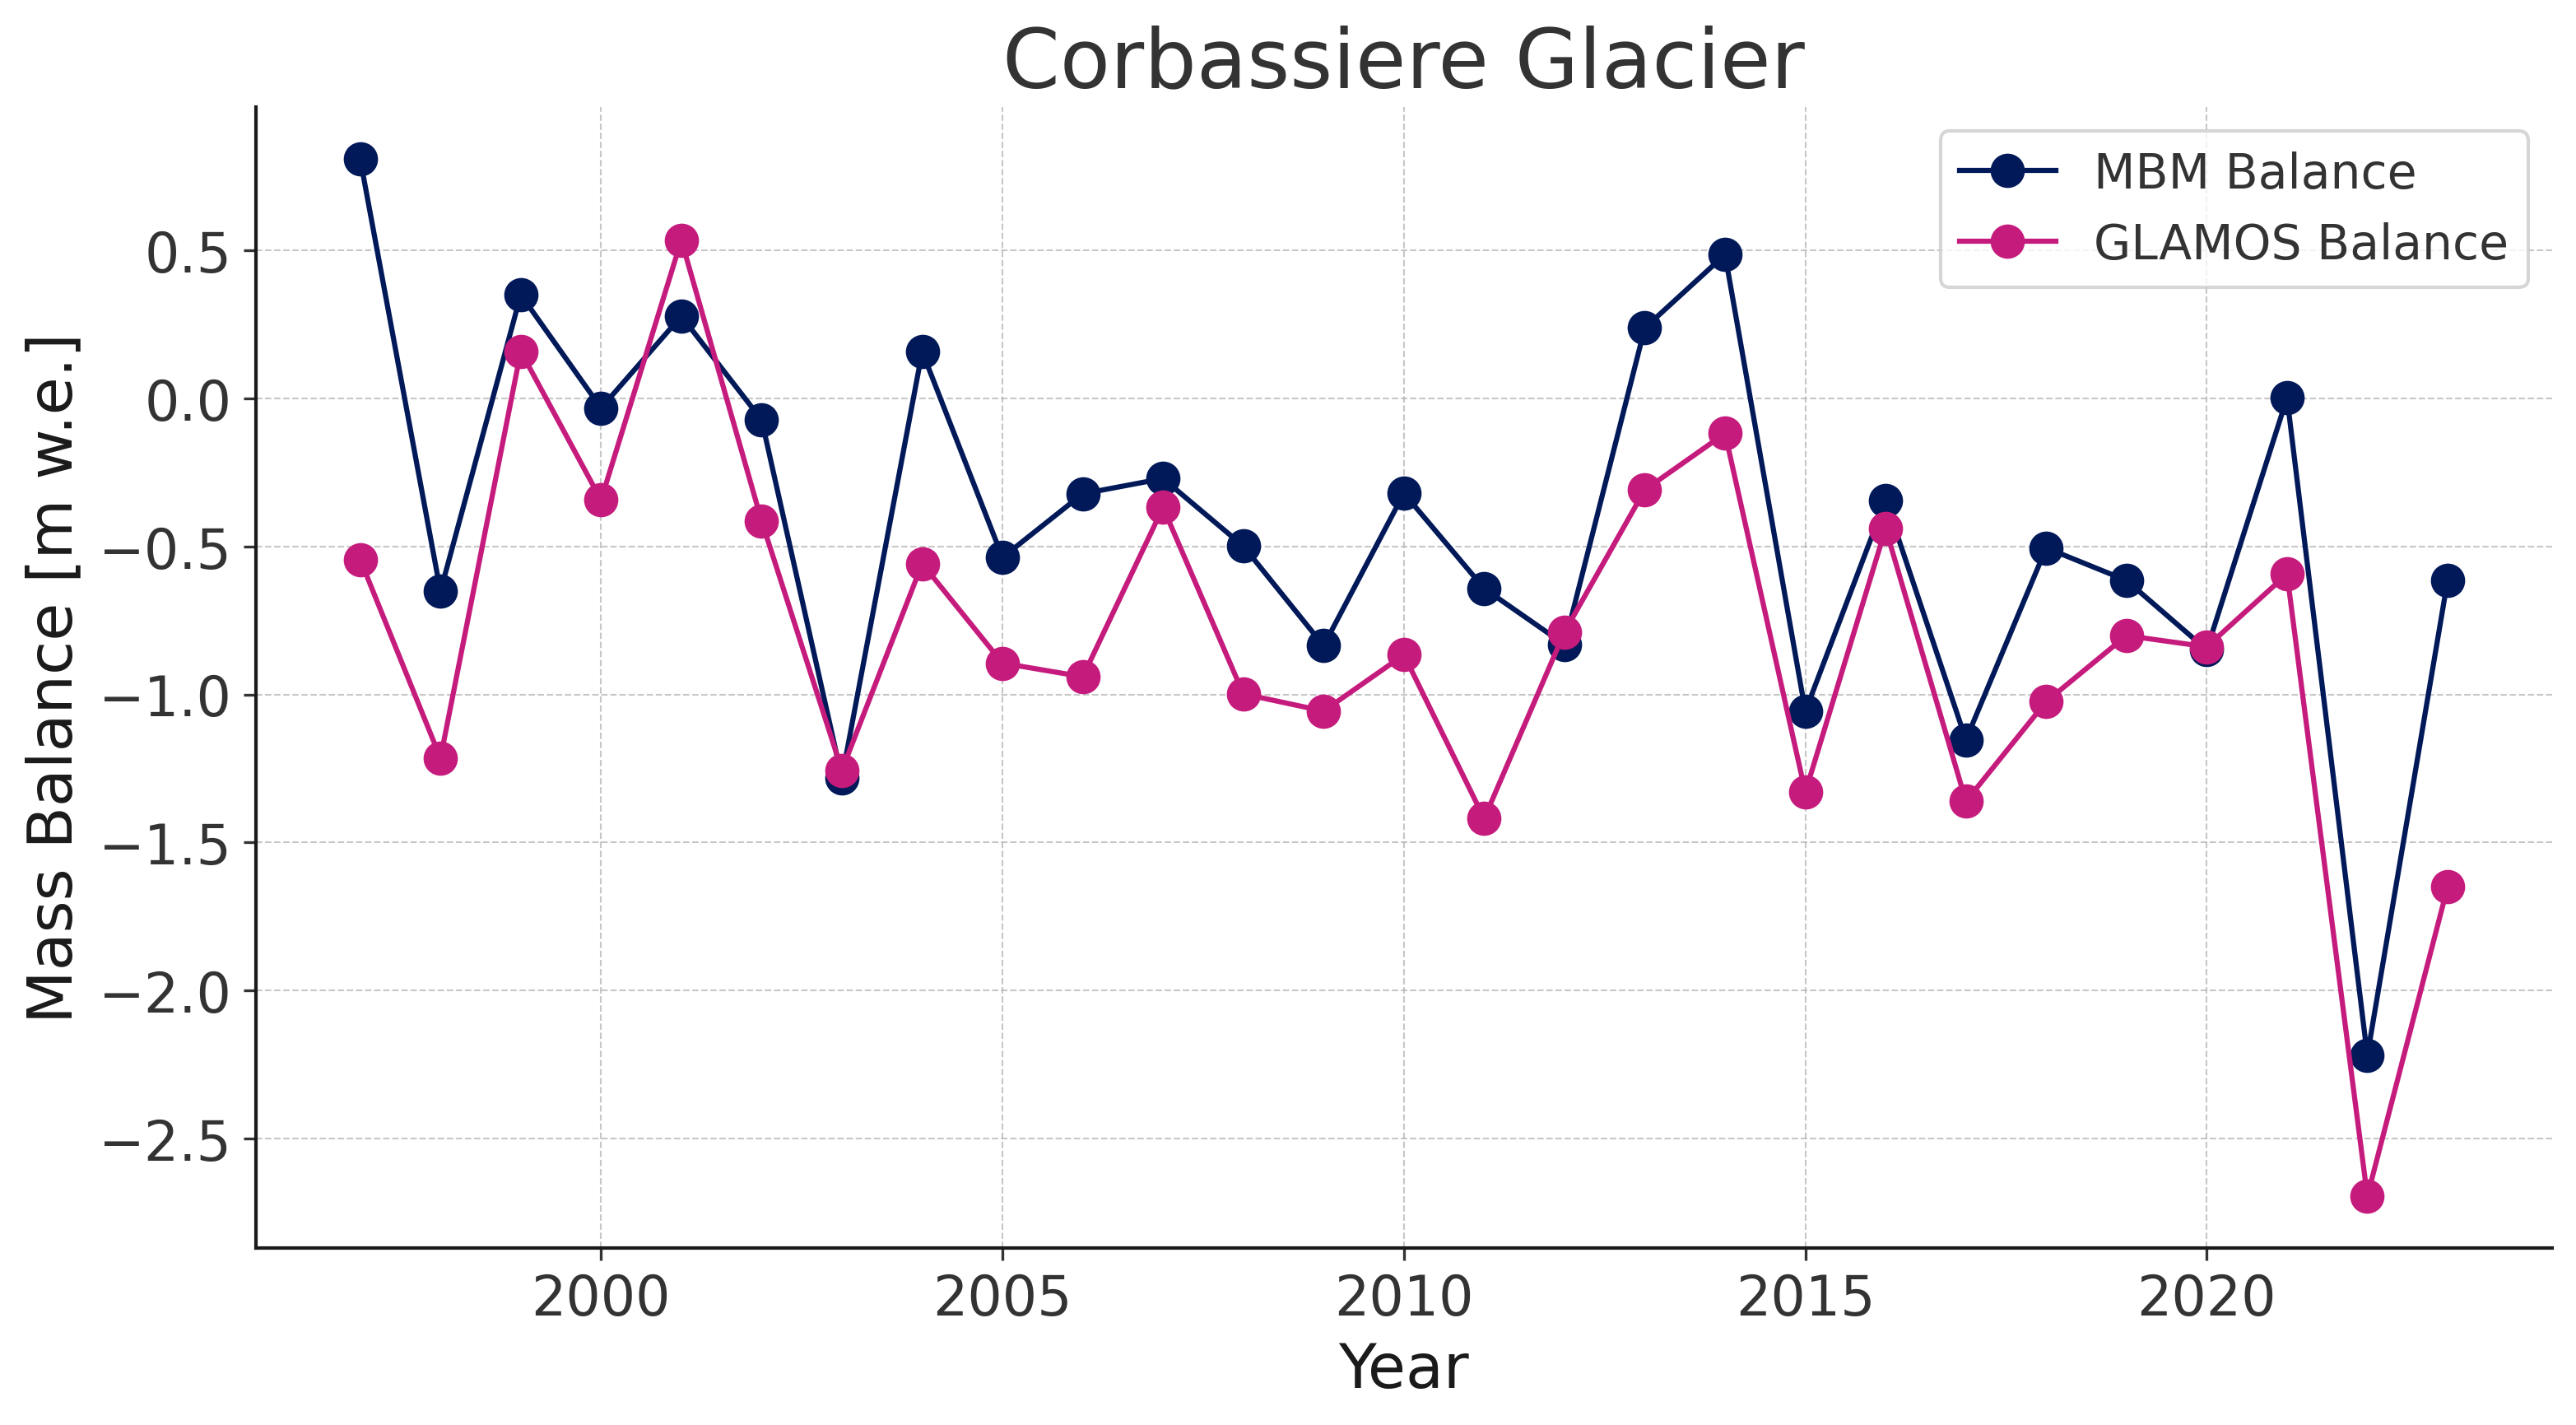 Corbassiere Glacier
MBM Balance
GLAMOS Balance
Mass Balance [m w.e.]
0.5
0.0
−0.5
−1.0
−1.5
−2.0
−2.5
2000 2005 2010 2015 2020
Year